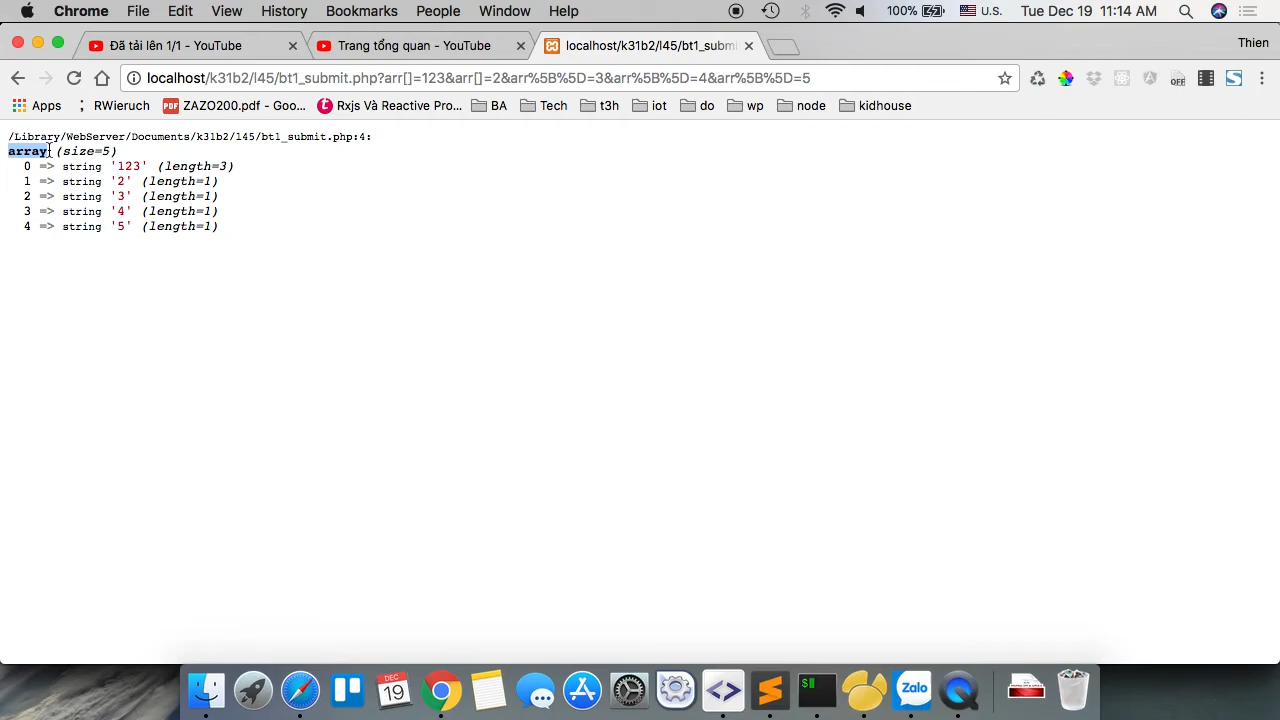 Chrome File Edit View History Bookmarks People Window Help 100% U.S. Tue Dec 19 11:14 AM
Đã tải lên 1/1 - YouTube Trang tổng quan - YouTube localhost/k31b2/l45/bt1_subm Thien
localhost/k31b2/l45/bt1_submit.php?arr[]=123&arr[]=2&arr%5B%5D=3&arr%5B%5D=4&arr%5B%5D=5 OFF S
Apps RWieruch PDF ZAZO200.pdf - Goo... Rxjs Và Reactive Pro... BA Tech t3h iot do wp node kidhouse
/Library/WebServer/Documents/k31b2/l45/bt1_submit.php:4:
array (size=5)
0 => string '123' (length=3)
1 => string '2' (length=1)
2 => string '3' (length=1)
3 => string '4' (length=1)
4 => string '5' (length=1)
DEC
19
$
Zalo